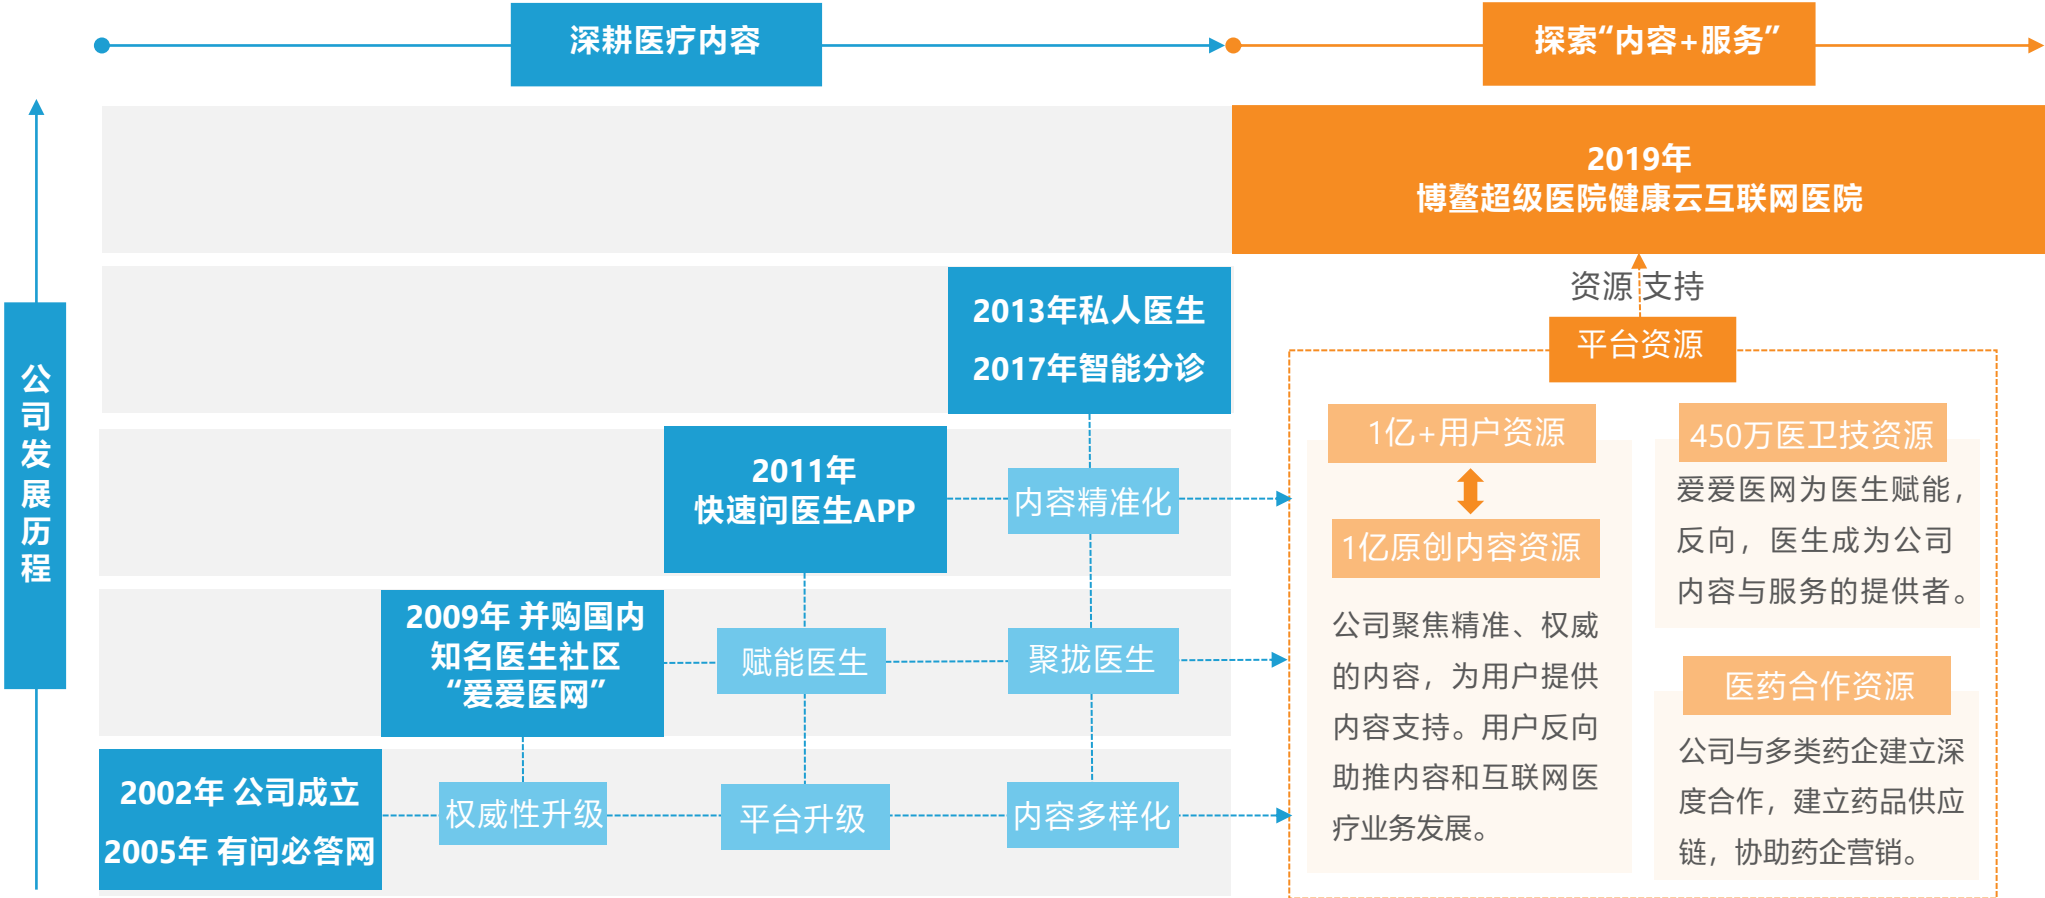 深耕医疗内容
探索“内容+服务”
公司发展历程
2019年
博鳌超级医院健康云互联网医院
资源 支持
平台资源
2013年私人医生
2017年智能分诊
2011年
快速问医生APP
内容精准化
2009年 并购国内
知名医生社区
“爱爱医网”
赋能医生
聚拢医生
2002年 公司成立
2005年 有问必答网
权威性升级
平台升级
内容多样化
1亿+用户资源
1亿原创内容资源
公司聚焦精准、权威
的内容，为用户提供
内容支持。用户反向
助推内容和互联网医
疗业务发展。
450万医卫技资源
爱爱医网为医生赋能，
反向，医生成为公司
内容与服务的提供者。
医药合作资源
公司与多类药企建立深
度合作，建立药品供应
链，协助药企营销。